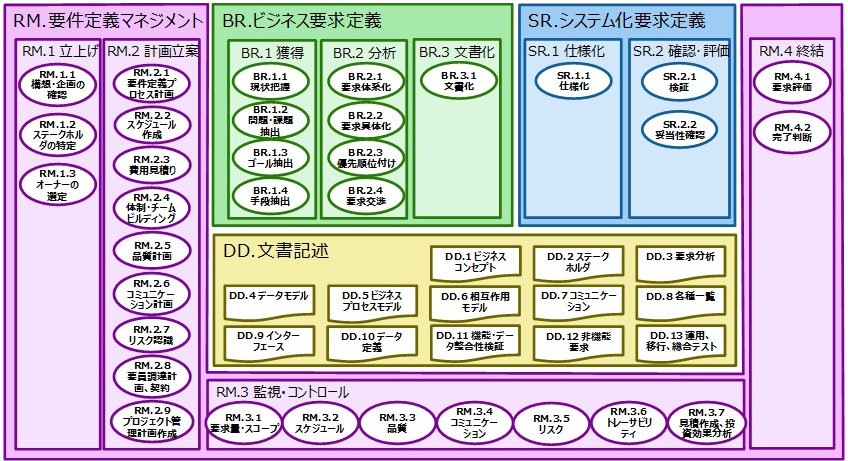 RM.要件定義マネジメント
RM.1 立上げ
RM.1.1
構想・企画の
確認
RM.1.2
ステークホル
ダの特定
RM.1.3
オーナーの
選定
RM.2 計画立案
RM.2.1
要件定義プ
ロセス計画
RM.2.2
スケジュール
作成
RM.2.3
費用見積り
RM.2.4
体制・チーム
ビルディング
RM.2.5
品質計画
RM.2.6
コミュニケー
ション計画
RM.2.7
リスク認識
RM.2.8
要員調達計
画、契約
RM.2.9
プロジェクト管
理計画作成
BR.ビジネス要求定義
BR.1 獲得
BR.1.1
現状把握
BR.1.2
問題・課題
抽出
BR.1.3
ゴール抽出
BR.1.4
手段抽出
BR.2 分析
BR.2.1
要求体系化
BR.2.2
要求具体化
BR.2.3
優先順位付け
BR.2.4
要求交渉
BR.3 文書化
BR.3.1
文書化
SR.システム化要求定義
SR.1 仕様化
SR.1.1
仕様化
SR.2 確認・評価
SR.2.1
検証
SR.2.2
妥当性確認
RM.4 終結
RM.4.1
要求評価
RM.4.2
完了判断
DD.文書記述
DD.1 ビジネス
コンセプト
DD.2 ステーク
ホルダ
DD.3 要求分析
DD.4 データモデル
DD.5 ビジネス
プロセスモデル
DD.6 相互作用
モデル
DD.7 コミュニケー
ション
DD.8 各種一覧
DD.9 インター
フェース
DD.10 データ
定義
DD.11 機能・デー
タ整合性検証
DD.12 非機能
要求
DD.13 運用、
移行、総合テスト
RM.3 監視・コントロール
RM.3.1
要求量・スコープ
RM.3.2
スケジュール
RM.3.3
品質
RM.3.4
コミュニケー
ション
RM.3.5
リスク
RM.3.6
トレーサビリ
ティ
RM.3.7
見積作成、投
資効果分析